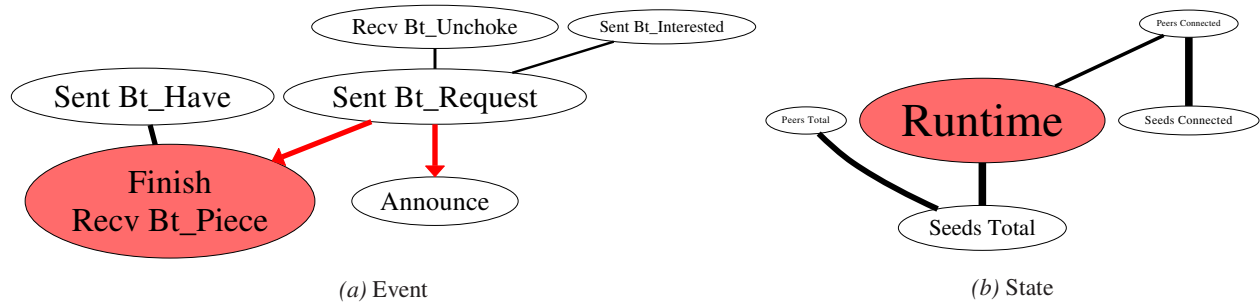 Recv Bt_Unchoke
Sent Bt_Interested
Sent Bt_Have
Sent Bt_Request
Finish
Recv Bt_Piece
Announce
(a) Event
Peers Connected
Peers Total
Runtime
Seeds Connected
Seeds Total
(b) State